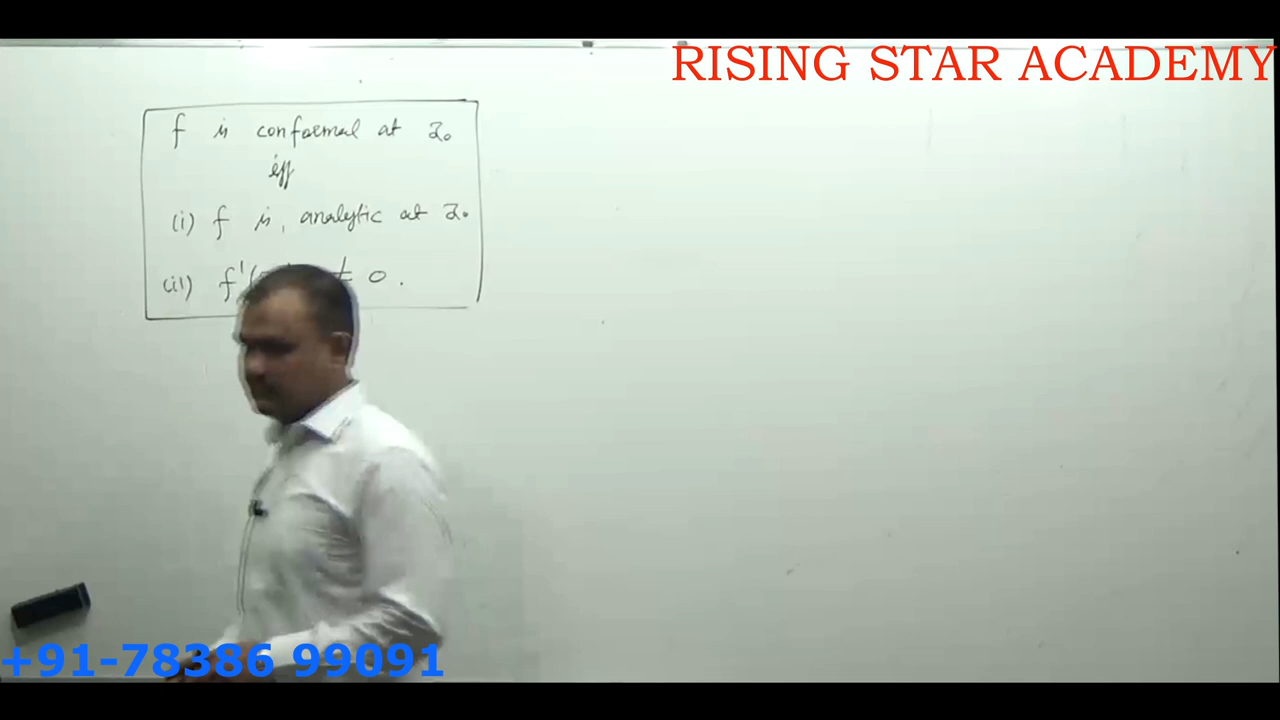 RISING STAR ACADEMY
f is conformal at z₀
iff
(i) f is, analytic at z₀
(ii) f'( ≠ 0.
+91-78386 99091